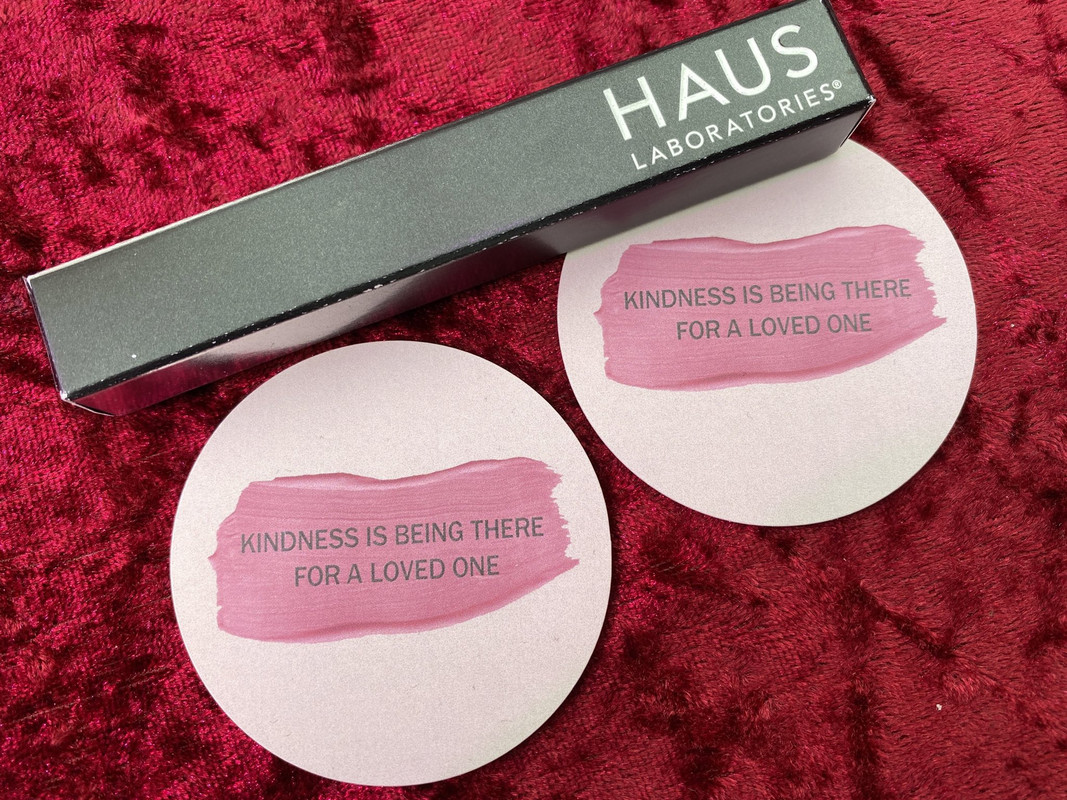 HAUS
LABORATORIES®
KINDNESS IS BEING THERE
FOR A LOVED ONE
KINDNESS IS BEING THERE
FOR A LOVED ONE